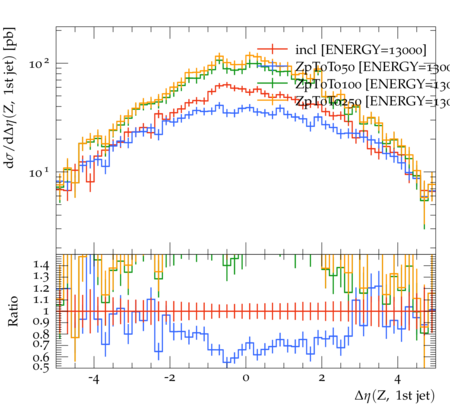 dσ/dΔη(Z, 1st jet) [pb]
incl [ENERGY=13000]
ZpToTo50 [ENERGY=1300
ZpToTo100 [ENERGY=130
ZpToTo250 [ENERGY=130
10²
10¹
Ratio
1.4
1.3
1.2
1.1
1
0.9
0.8
0.7
0.6
0.5
-4 -2 0 2 4
Δη(Z, 1st jet)